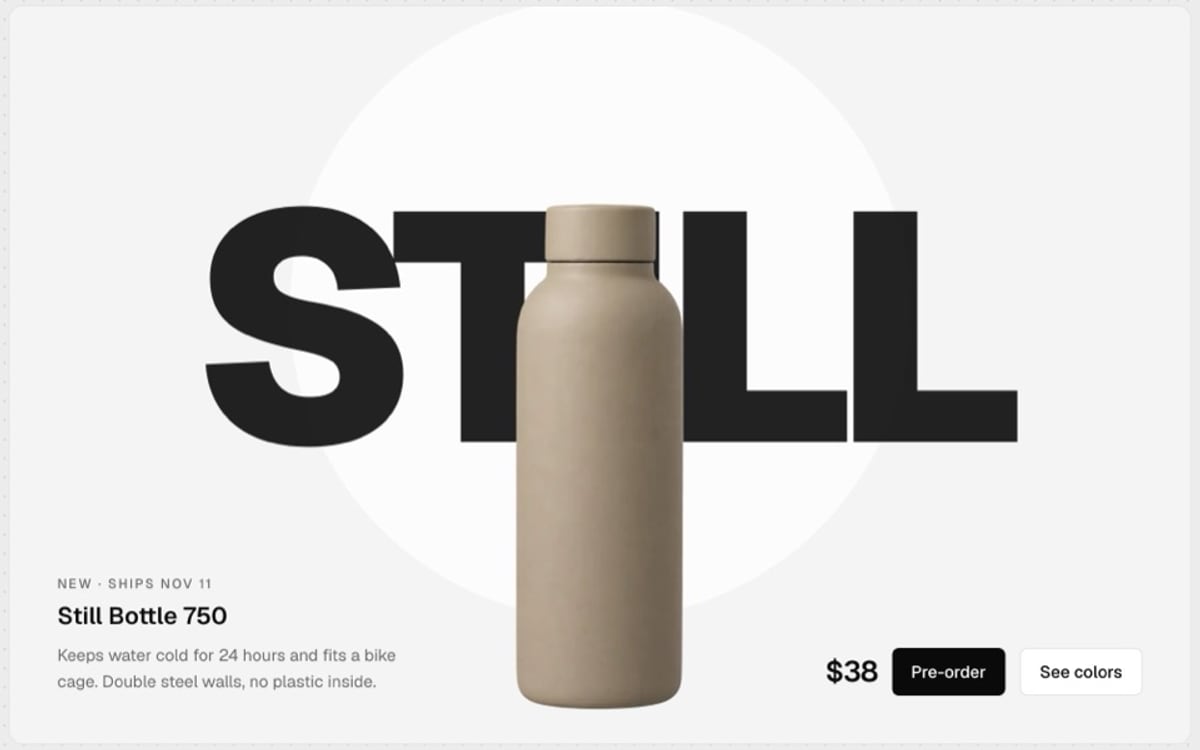 STILL
NEW · SHIPS NOV 11
Still Bottle 750
Keeps water cold for 24 hours and fits a bike
cage. Double steel walls, no plastic inside.
$38 Pre-order See colors